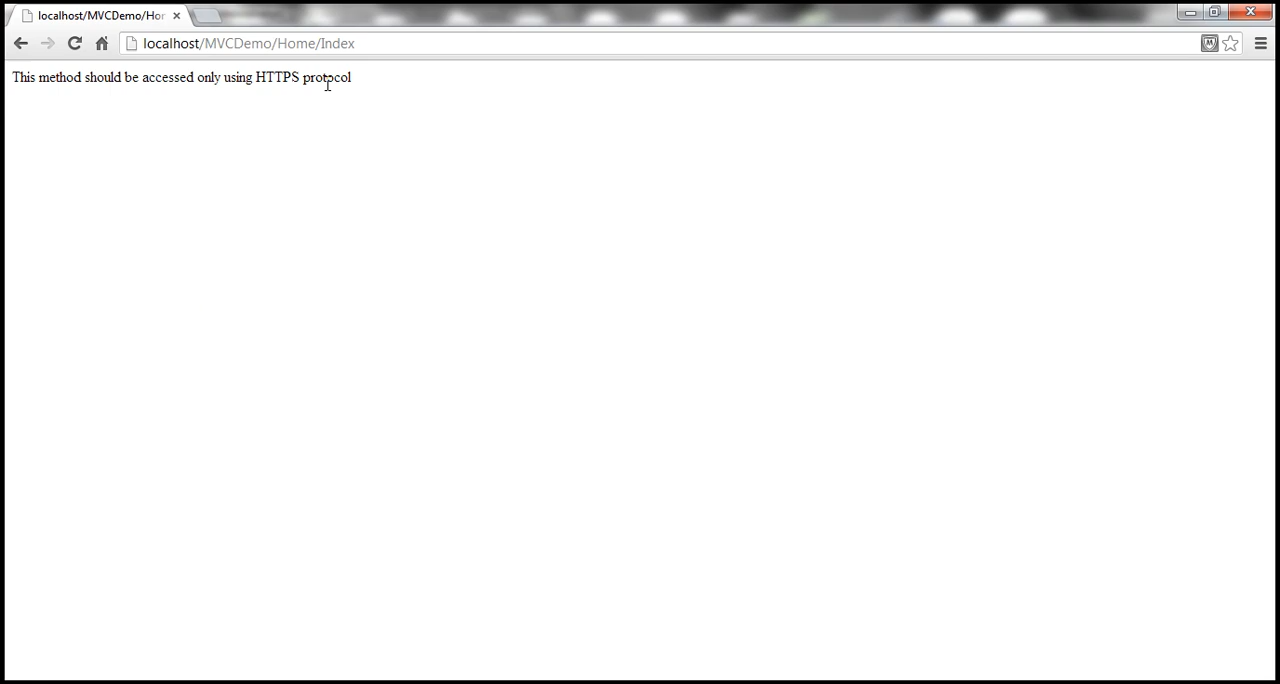 localhost/MVCDemo/Hor
localhost/MVCDemo/Home/Index
This method should be accessed only using HTTPS protocol